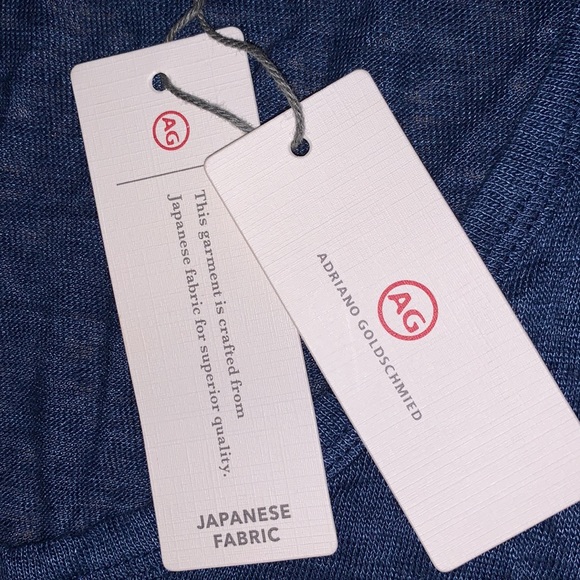 AG
This garment is crafted from
Japanese fabric for superior quality.
JAPANESE
FABRIC
AG
ADRIANO GOLDSCHMIED